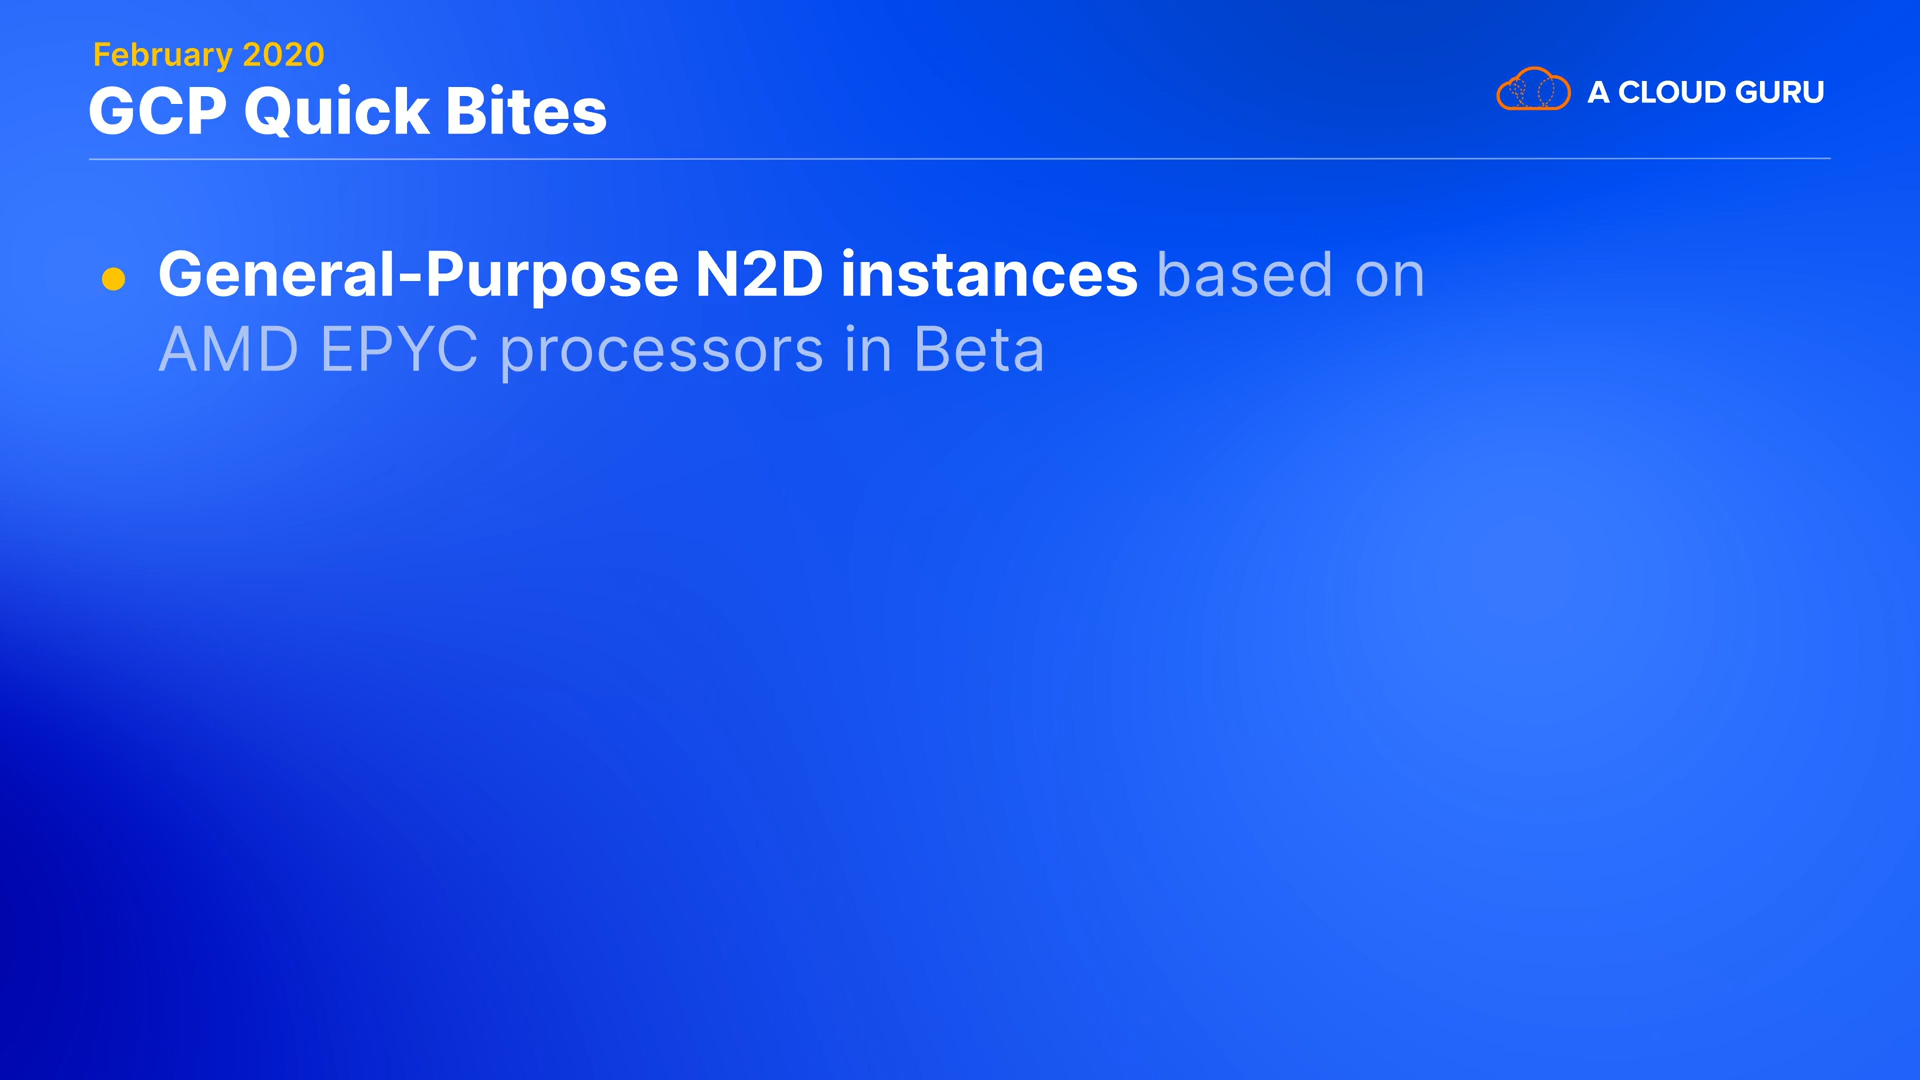 February 2020
GCP Quick Bites
A CLOUD GURU
General-Purpose N2D instances based on
AMD EPYC processors in Beta